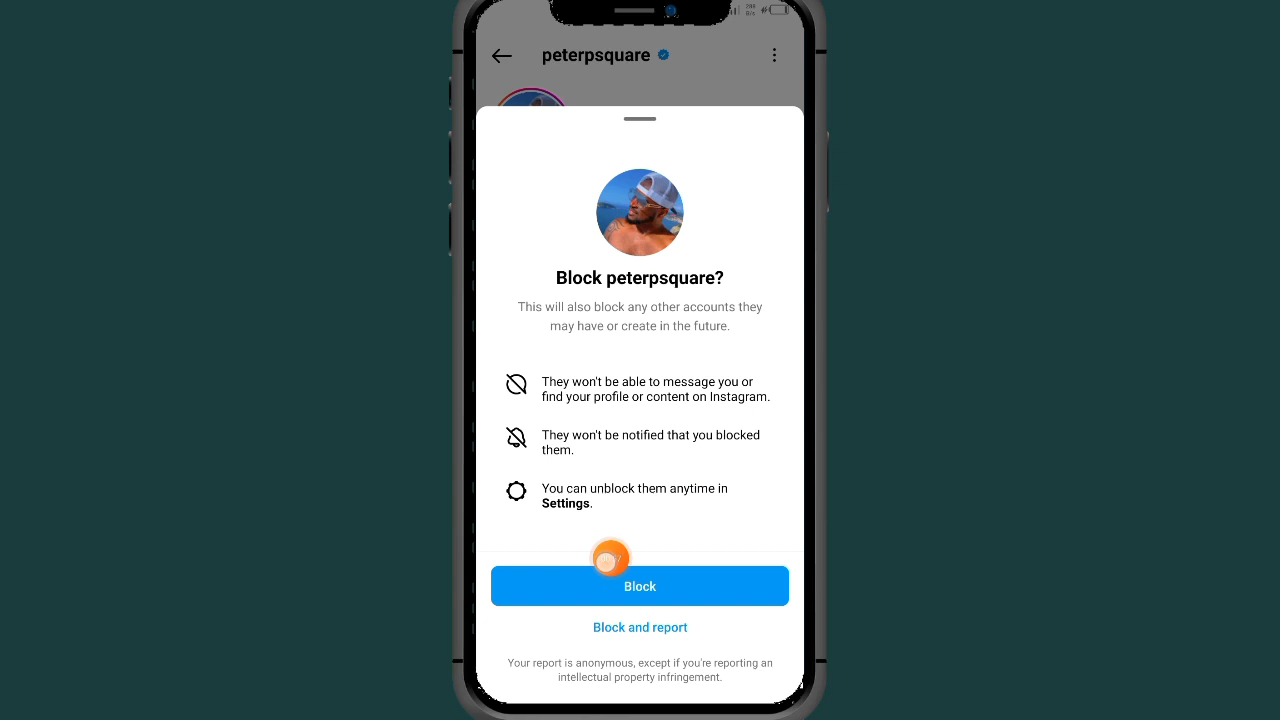 peterpsquare
Block peterpsquare?
This will also block any other accounts they
may have or create in the future.
They won't be able to message you or
find your profile or content on Instagram.
They won't be notified that you blocked
them.
You can unblock them anytime in
Settings.
Block
Block and report
Your report is anonymous, except if you're reporting an
intellectual property infringement.